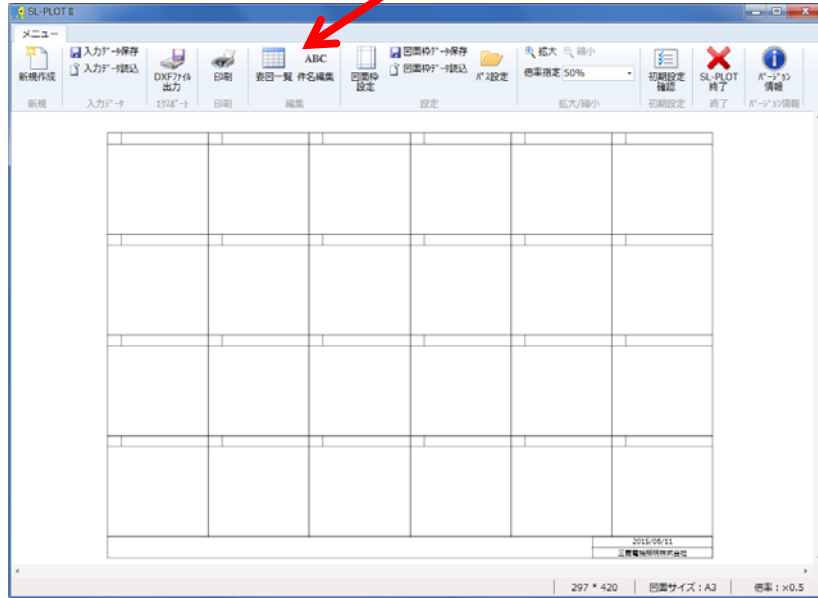 SL-PLOTⅡ
メニュー
新規作成
入力ﾃﾞｰﾀ保存
入力ﾃﾞｰﾀ読込
DXFﾌｧｲﾙ
出力
印刷
姿図一覧
ABC
件名編集
図面枠
設定
図面枠ﾃﾞｰﾀ保存
図面枠ﾃﾞｰﾀ読込
ﾊﾟｽ設定
拡大
縮小
倍率指定 50%
初期設定
確認
SL-PLOT
終了
ﾊﾞｰｼﾞｮﾝ
情報
新規
入力ﾃﾞｰﾀ
ｴｸｽﾎﾟｰﾄ
印刷
編集
設定
拡大/縮小
初期設定
終了
ﾊﾞｰｼﾞｮﾝ情報
2015/06/11
三菱電機照明株式会社
297 * 420
図面サイズ：A3
倍率：×0.5